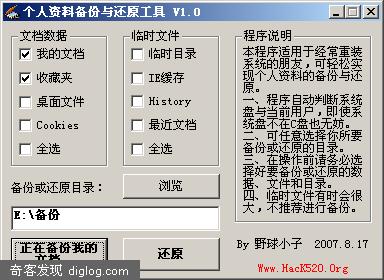 个人资料备份与还原工具 V1.0
文档数据
我的文档
收藏夹
桌面文件
Cookies
全选
临时文件
临时目录
IE缓存
History
最近文档
全选
程序说明
本程序适用于经常重装
系统的朋友，可轻松实
现个人资料的备份与还
原。
一、程序自动判断系统
盘与当前用户，即使系
统盘不在C盘也无妨。
二、可任意选择你所要
备份或还原的目录。
三、在操作前请务必选
择好要备份或还原的数
据、文件和目录。
四、临时文件有时会很
大，不推荐进行备份。
备份或还原目录：
浏览
E:\备份
正在备份我的
文档
还原
By 野球小子 2007.8.17
Www.HacK520.Org
奇客发现 diglog.com